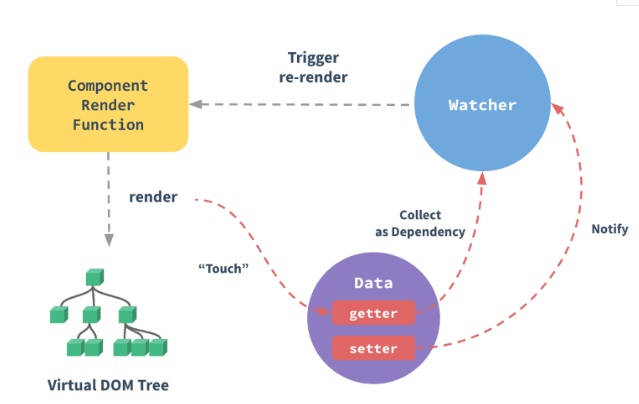 Trigger
re-render
Component
Render
Function
Watcher
render
Collect
as Dependency
Notify
“Touch”
Data
getter
setter
Virtual DOM Tree